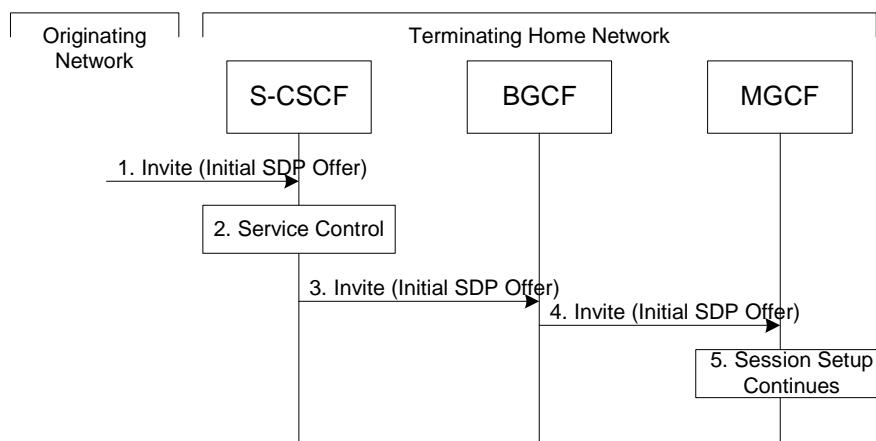 Originating
Network
Terminating Home Network
S-CSCF
BGCF
MGCF
1. Invite (Initial SDP Offer)
2. Service Control
3. Invite (Initial SDP Offer)
4. Invite (Initial SDP Offer)
5. Session Setup
Continues